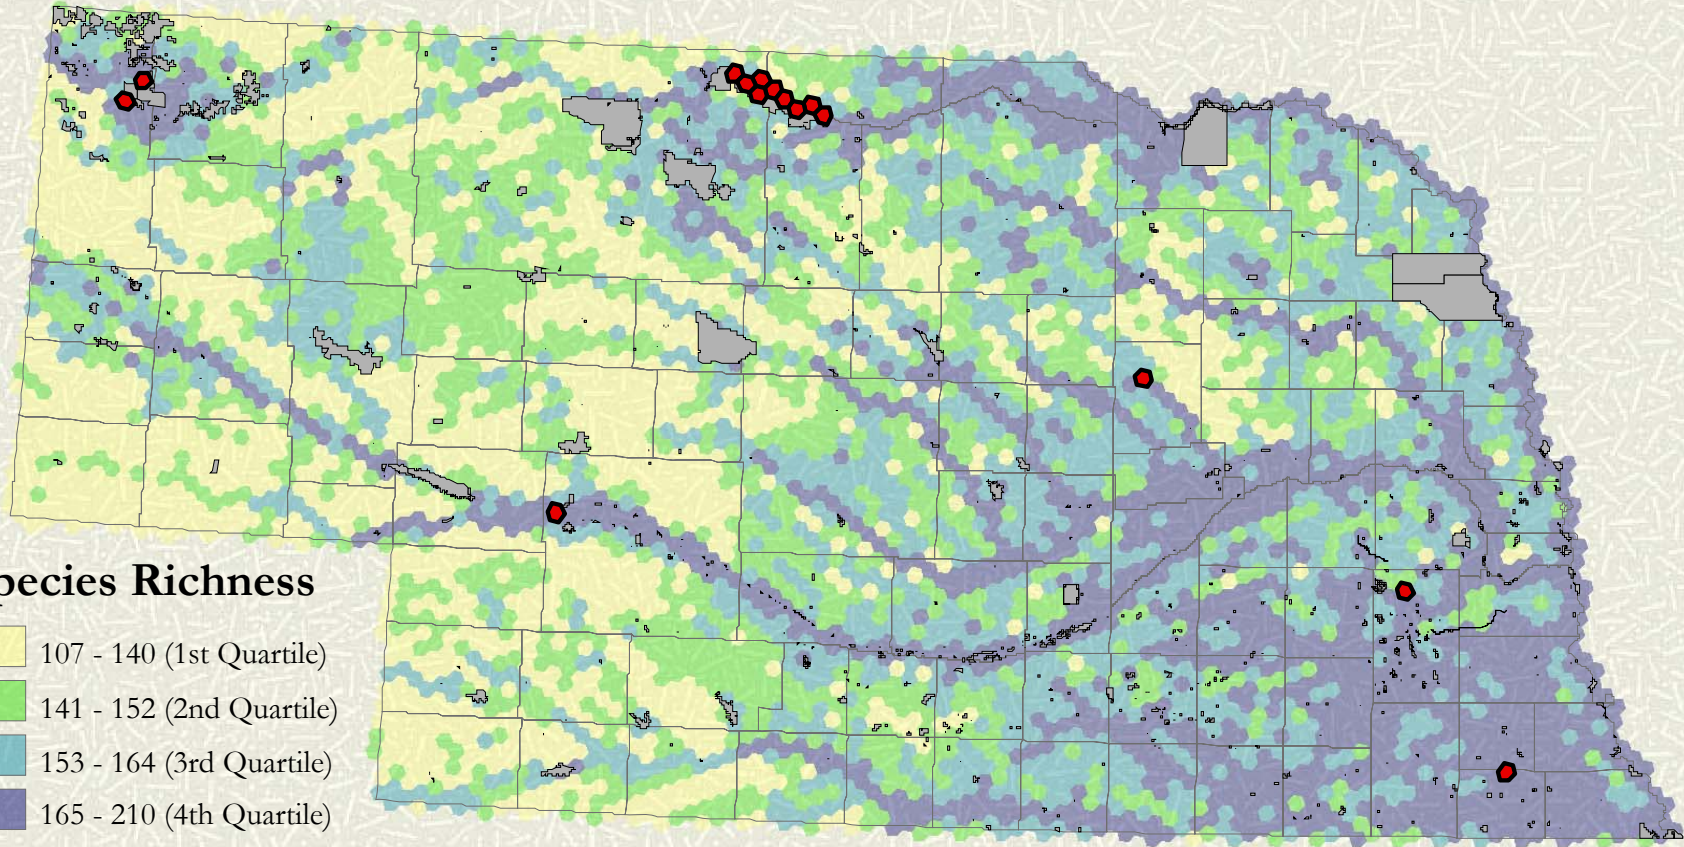 pecies Richness
107 - 140 (1st Quartile)
141 - 152 (2nd Quartile)
153 - 164 (3rd Quartile)
165 - 210 (4th Quartile)